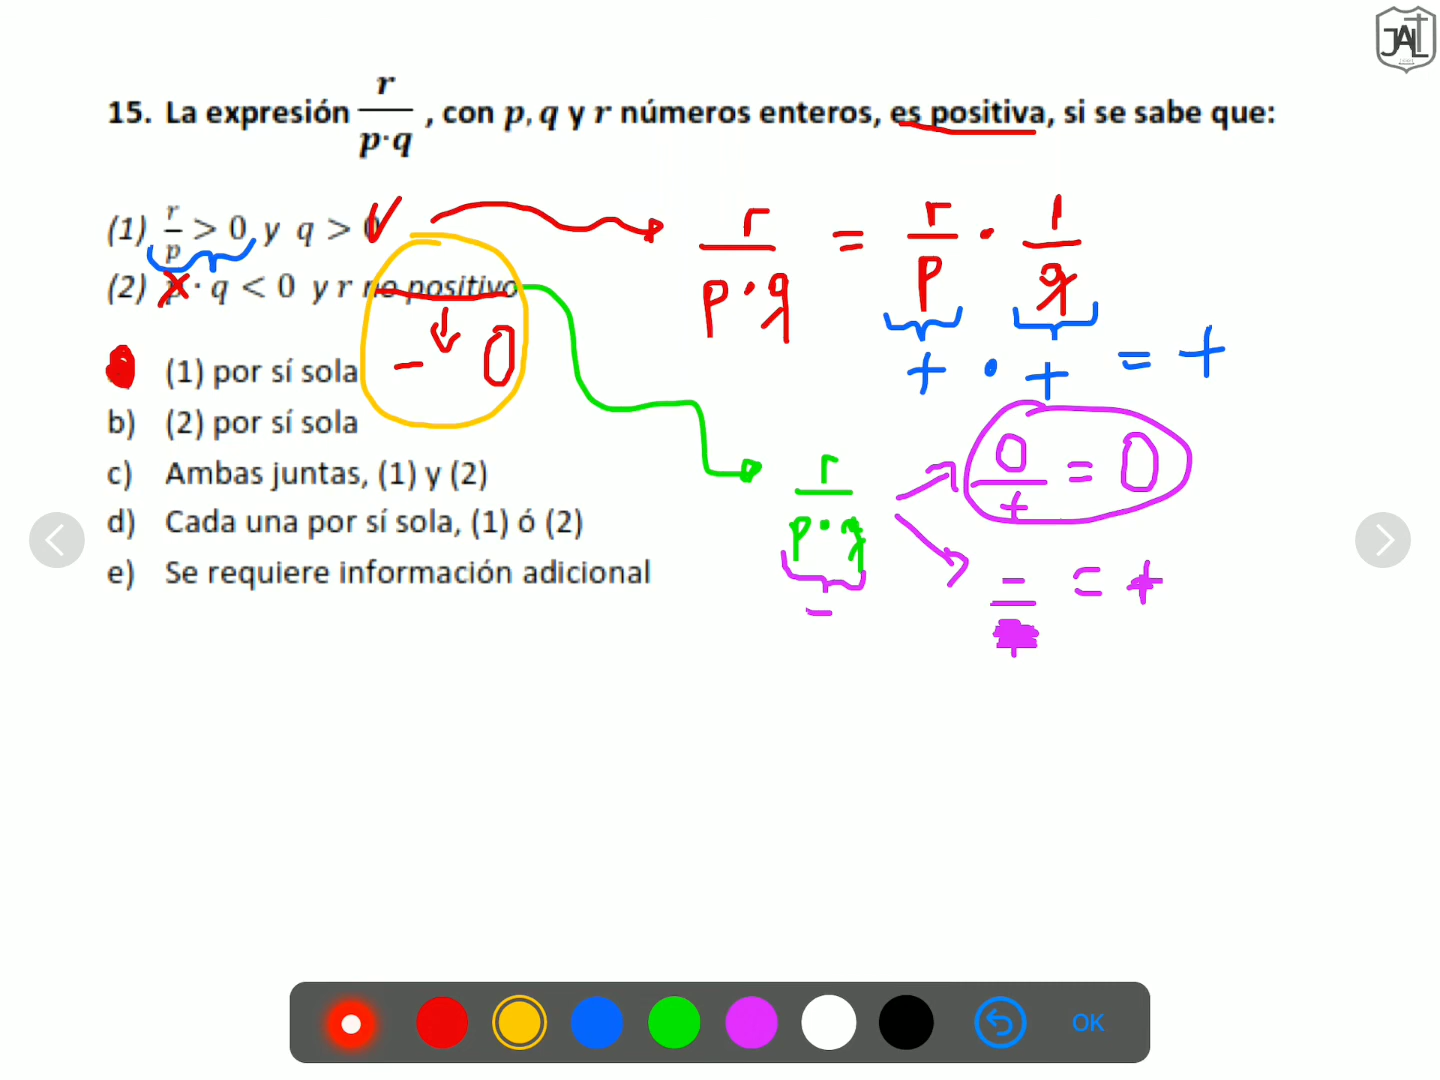 JALT
15. La expresión r/(p·q), con p, q y r números enteros, es positiva, si se sabe que:
(1) r/p > 0 y q > 0
(2) p · q < 0 y r no positivo
- 0
(1) por sí sola
b) (2) por sí sola
c) Ambas juntas, (1) y (2)
d) Cada una por sí sola, (1) ó (2)
e) Se requiere información adicional
r/(p·q) = r/p · 1/q
+ · + = +
r/(p·q)
-
0/+ = 0
= +
OK